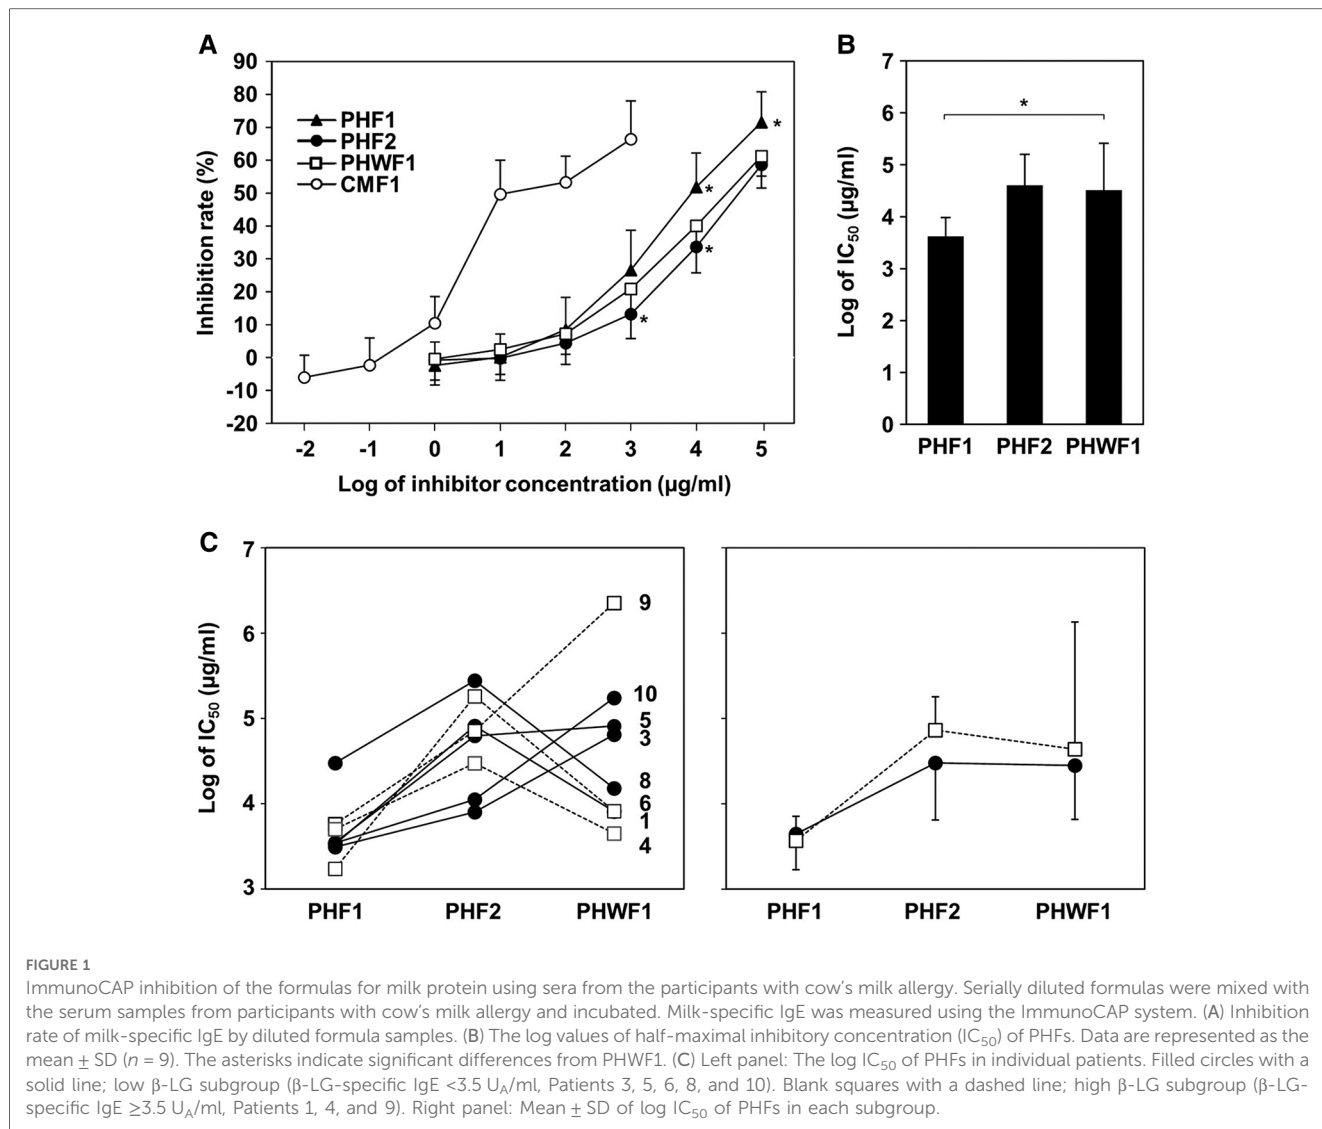 A
90
80
70
60
50
40
30
20
10
0
-10
-20
Inhibition rate (%)
PHF1
PHF2
PHWF1
CMF1
*
*
*
*
-2 -1 0 1 2 3 4 5
Log of inhibitor concentration (µg/ml)
B
7
6
5
4
3
2
1
0
Log of IC50 (µg/ml)
*
PHF1 PHF2 PHWF1
C
7
6
5
4
3
Log of IC50 (µg/ml)
9
10
5
3
8
6
1
4
PHF1 PHF2 PHWF1
PHF1 PHF2 PHWF1
FIGURE 1
ImmunoCAP inhibition of the formulas for milk protein using sera from the participants with cow's milk allergy. Serially diluted formulas were mixed with
the serum samples from participants with cow's milk allergy and incubated. Milk-specific IgE was measured using the ImmunoCAP system. (A) Inhibition
rate of milk-specific IgE by diluted formula samples. (B) The log values of half-maximal inhibitory concentration (IC50) of PHFs. Data are represented as the
mean ± SD (n = 9). The asterisks indicate significant differences from PHWF1. (C) Left panel: The log IC50 of PHFs in individual patients. Filled circles with a
solid line; low β-LG subgroup (β-LG-specific IgE <3.5 UA/ml, Patients 3, 5, 6, 8, and 10). Blank squares with a dashed line; high β-LG subgroup (β-LG-
specific IgE ≥3.5 UA/ml, Patients 1, 4, and 9). Right panel: Mean ± SD of log IC50 of PHFs in each subgroup.